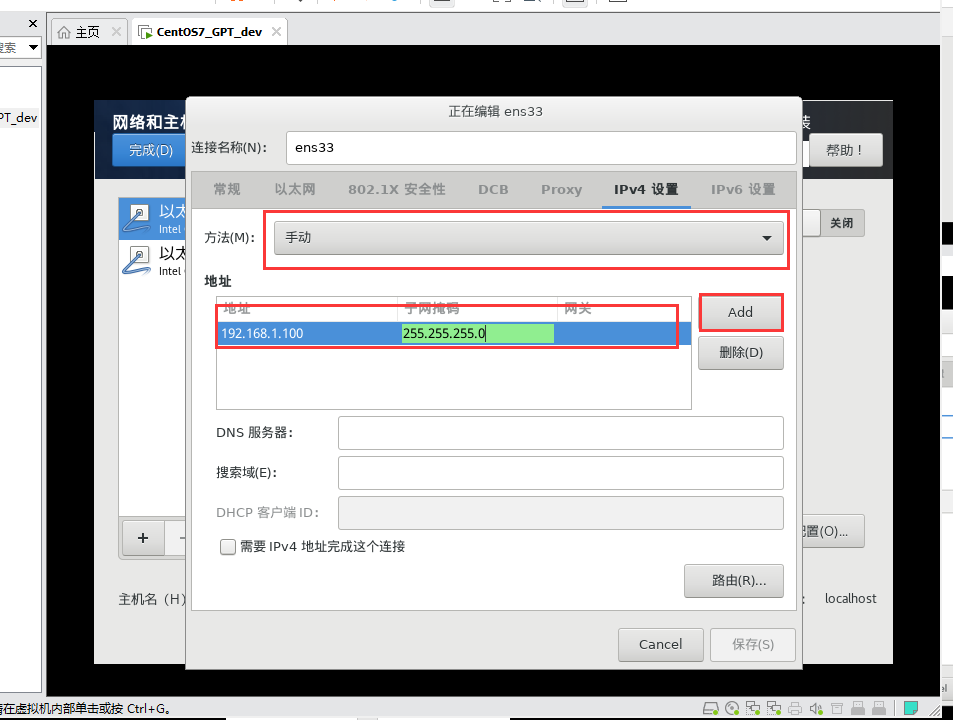 主页
CentOS7_GPT_dev
搜索
PT_dev
正在编辑 ens33
网络和主机
完成(D)
帮助！
连接名称(N)：
ens33
常规
以太网
802.1X 安全性
DCB
Proxy
IPv4 设置
IPv6 设置
以太
Intel
关闭
方法(M)：
手动
以太
Intel
地址
地址
子网掩码
网关
Add
192.168.1.100
255.255.255.0
删除(D)
DNS 服务器：
搜索域(E)：
DHCP 客户端 ID：
配置(O)...
需要 IPv4 地址完成这个连接
路由(R)...
主机名（H）
localhost
Cancel
保存(S)
请在虚拟机内部单击或按 Ctrl+G。